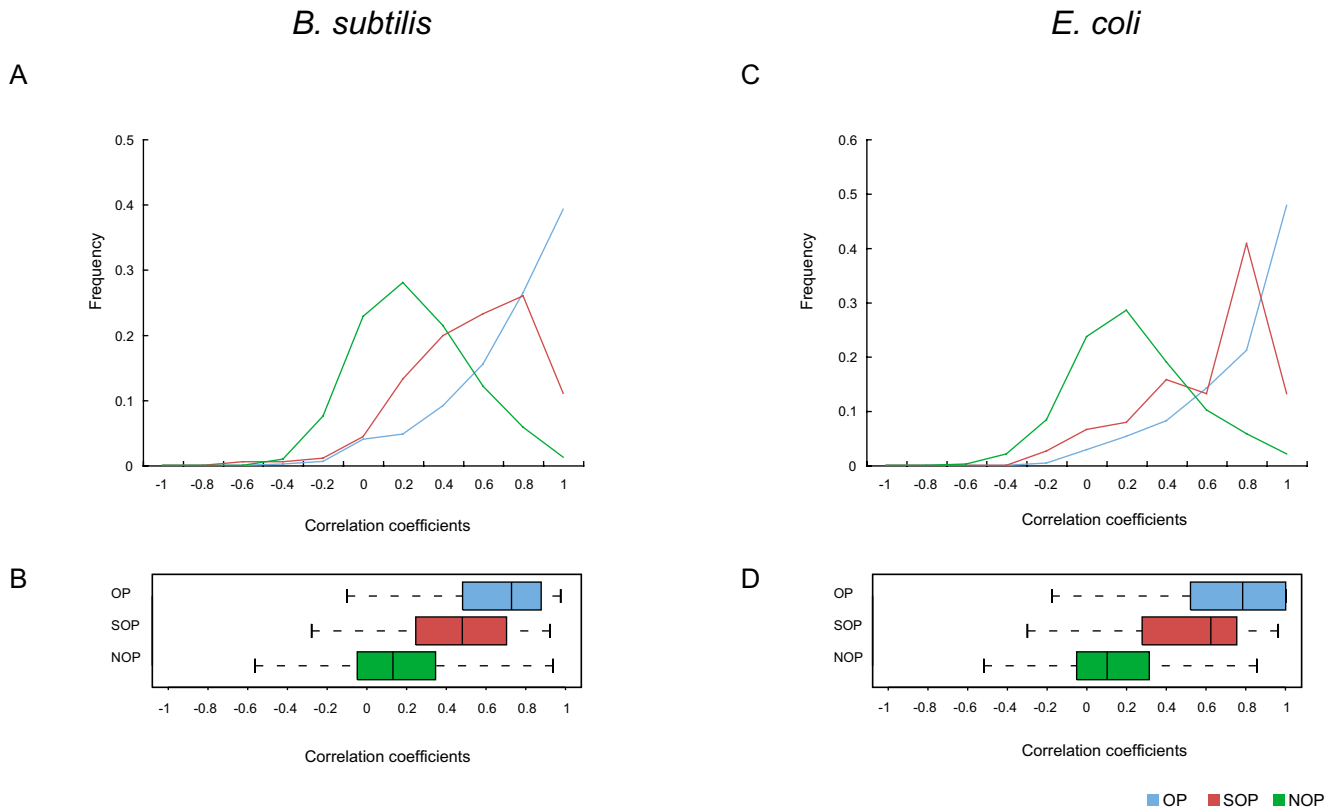 B. subtilis
E. coli
A
C
0.5
0.4
0.3
0.2
0.1
0
Frequency
-1 -0.8 -0.6 -0.4 -0.2 0 0.2 0.4 0.6 0.8 1
Correlation coefficients
0.6
0.5
0.4
0.3
0.2
0.1
0
Frequency
-1 -0.8 -0.6 -0.4 -0.2 0 0.2 0.4 0.6 0.8 1
Correlation coefficients
B
OP
SOP
NOP
-1 -0.8 -0.6 -0.4 -0.2 0 0.2 0.4 0.6 0.8 1
Correlation coefficients
D
OP
SOP
NOP
-1 -0.8 -0.6 -0.4 -0.2 0 0.2 0.4 0.6 0.8 1
Correlation coefficients
OP SOP NOP